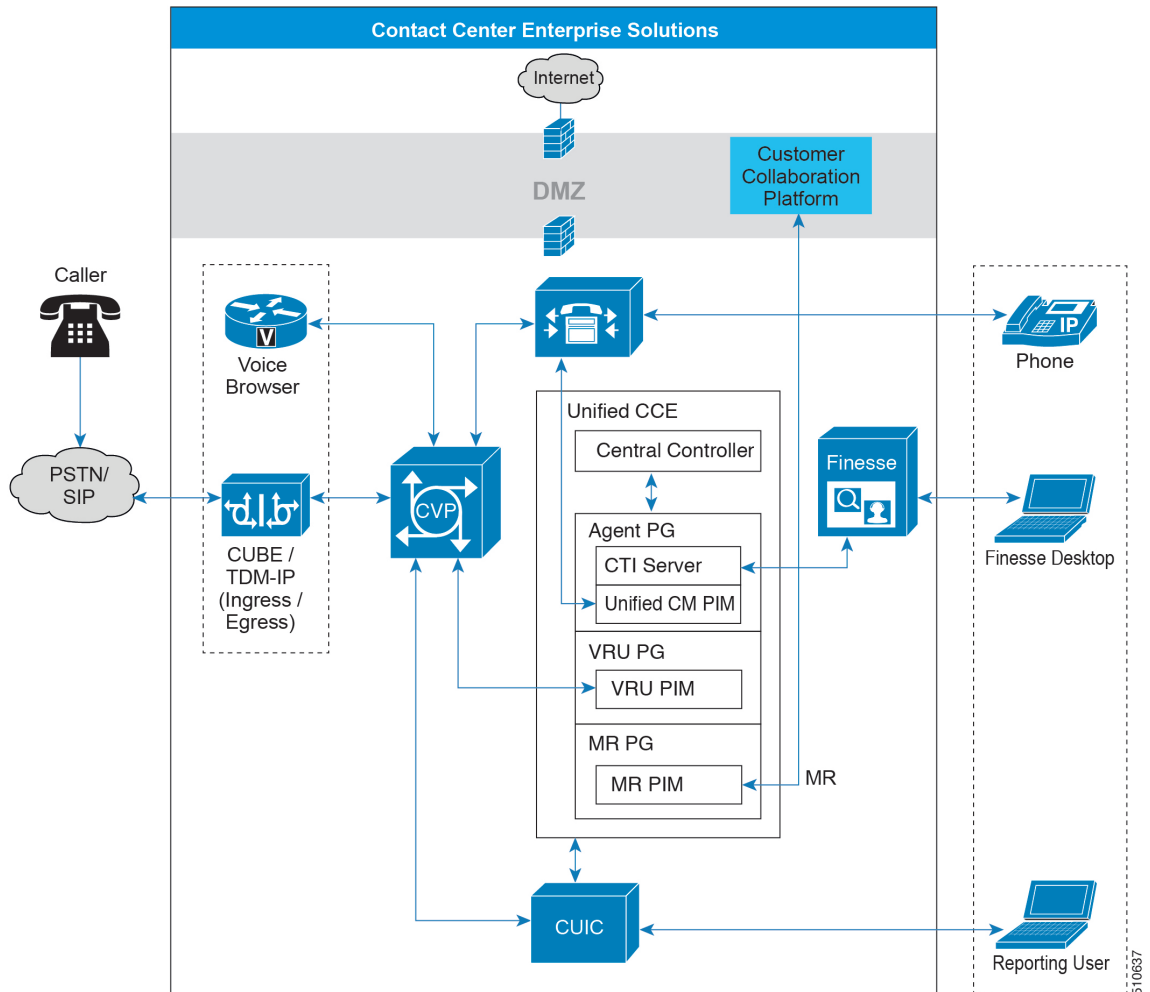 Contact Center Enterprise Solutions
Internet
DMZ
Customer
Collaboration
Platform
Caller
Voice
Browser
V
IP
Phone
PSTN/
SIP
CUBE /
TDM-IP
(Ingress /
Egress)
CVP
Unified CCE
Central Controller
Agent PG
CTI Server
Unified CM PIM
VRU PG
VRU PIM
MR PG
MR PIM
MR
Finesse
Finesse Desktop
CUIC
Reporting User
510637